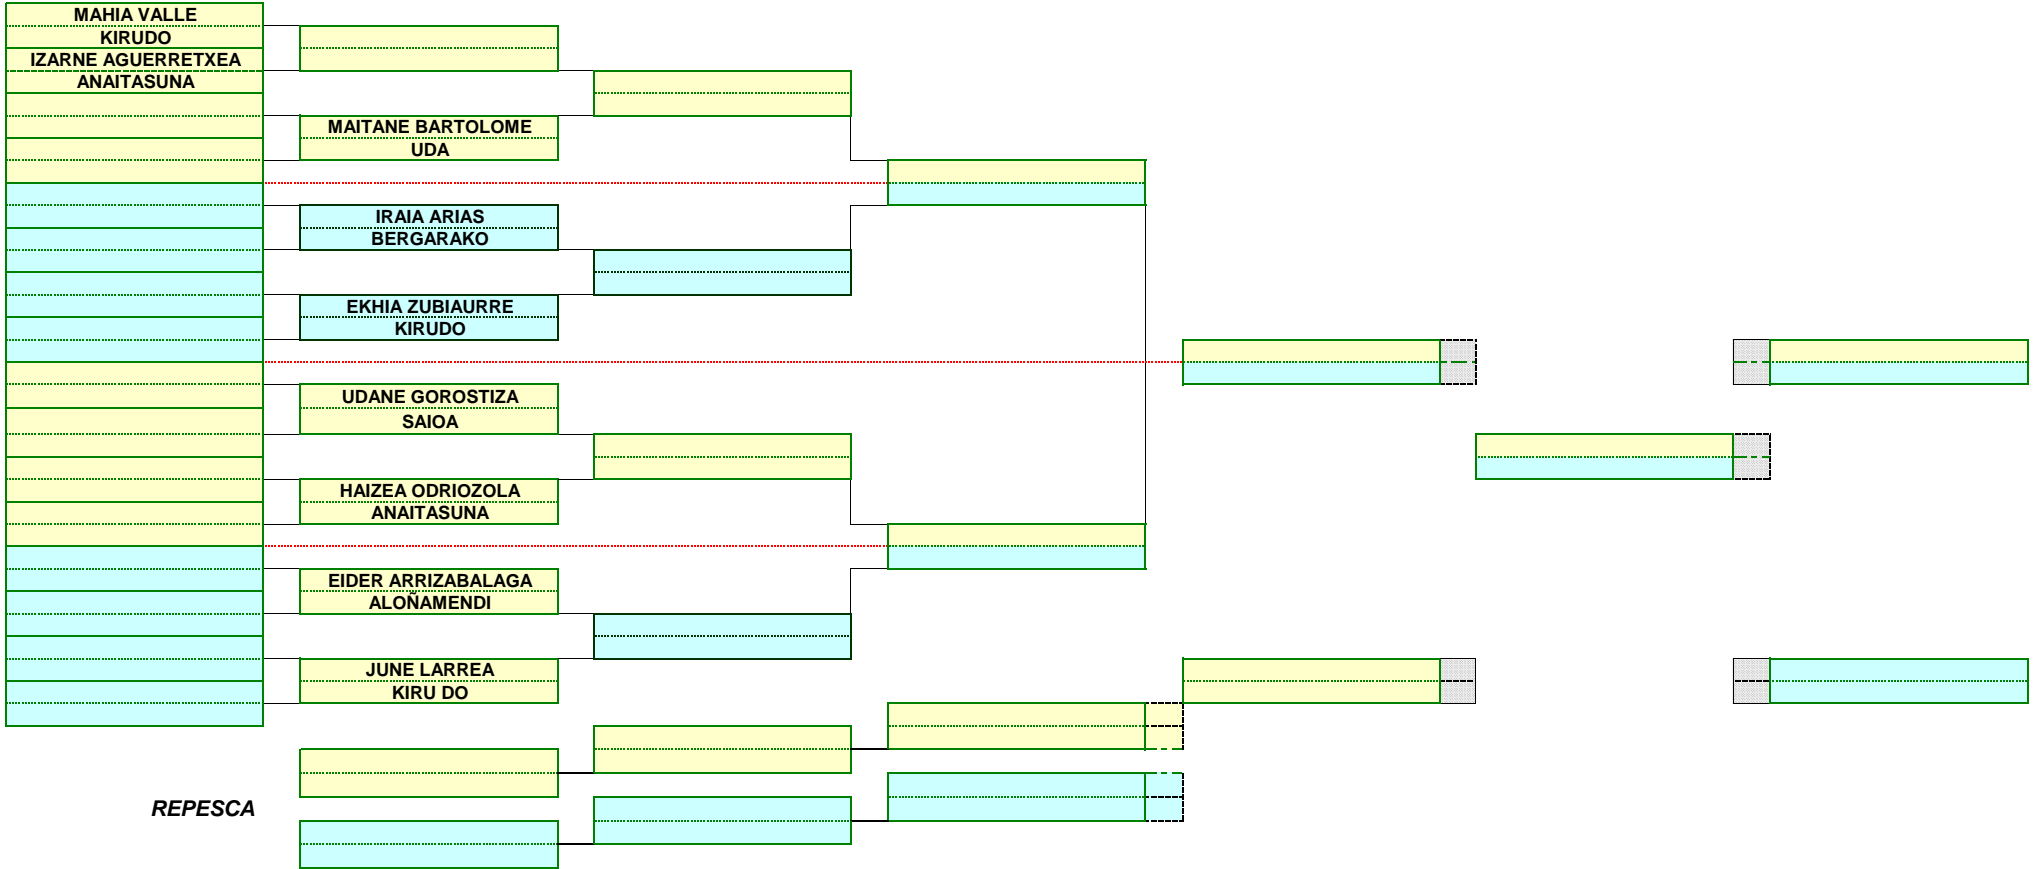 MAHIA VALLE
KIRUDO
IZARNE AGUERRETXEA
ANAITASUNA
MAITANE BARTOLOME
UDA
IRAIA ARIAS
BERGARAKO
EKHIA ZUBIAURRE
KIRUDO
UDANE GOROSTIZA
SAIOA
HAIZEA ODRIOZOLA
ANAITASUNA
EIDER ARRIZABALAGA
ALOÑAMENDI
JUNE LARREA
KIRU DO
REPESCA